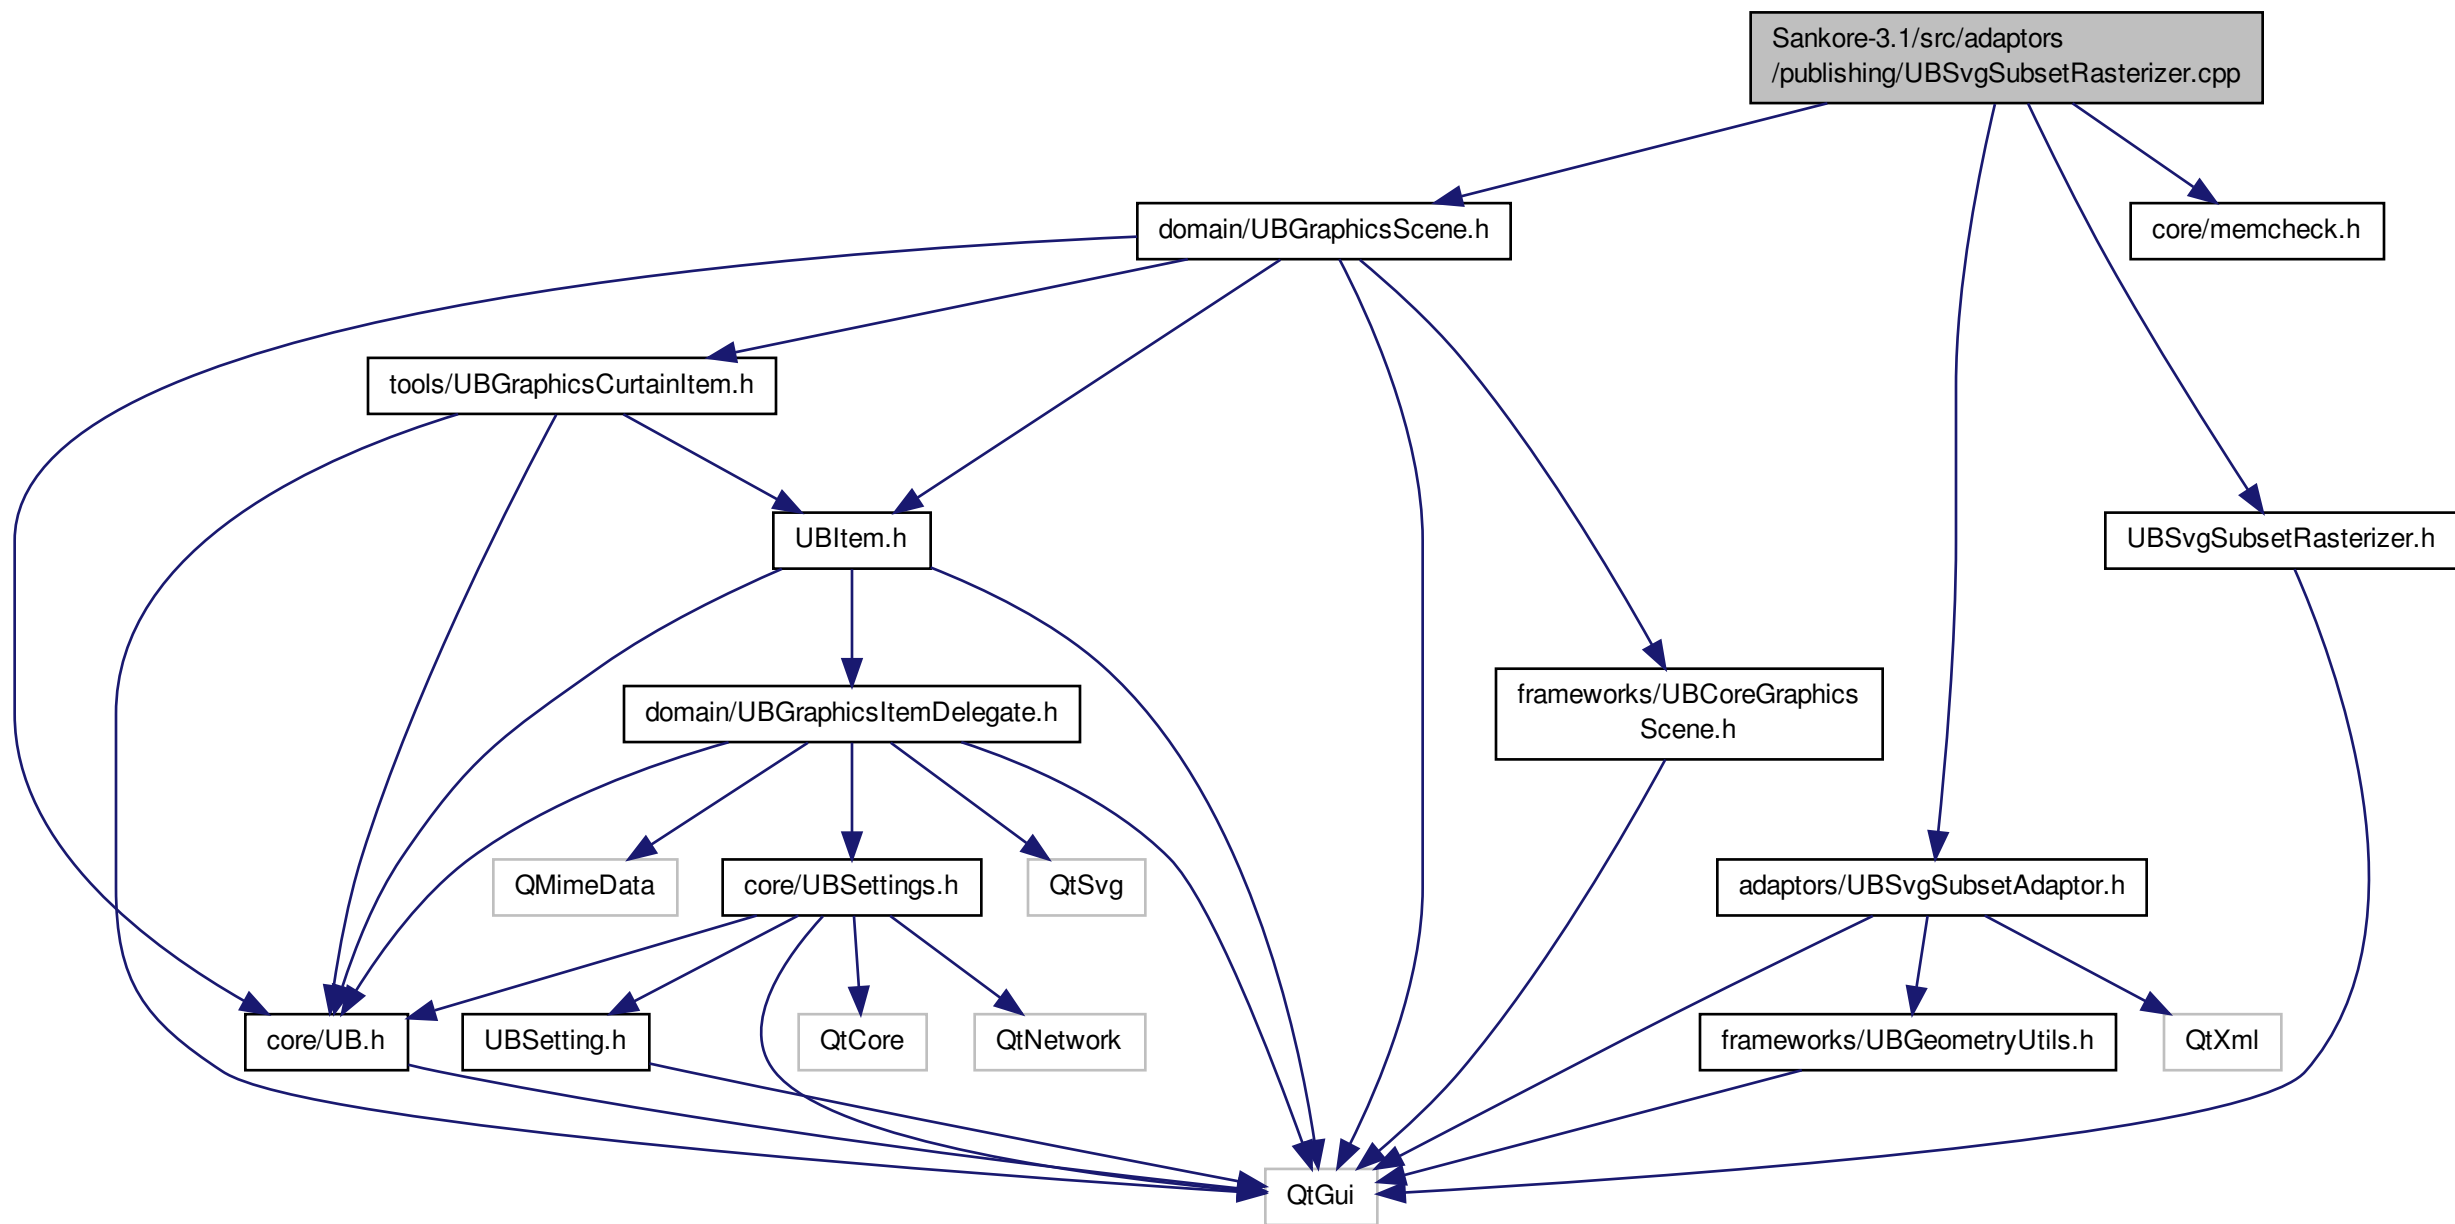 Sankore-3.1/src/adaptors
/publishing/UBSvgSubsetRasterizer.cpp
domain/UBGraphicsScene.h
core/memcheck.h
tools/UBGraphicsCurtainItem.h
UBItem.h
UBSvgSubsetRasterizer.h
domain/UBGraphicsItemDelegate.h
frameworks/UBCoreGraphics
Scene.h
QMimeData
core/UBSettings.h
QtSvg
adaptors/UBSvgSubsetAdaptor.h
core/UB.h
UBSetting.h
QtCore
QtNetwork
frameworks/UBGeometryUtils.h
QtXml
QtGui